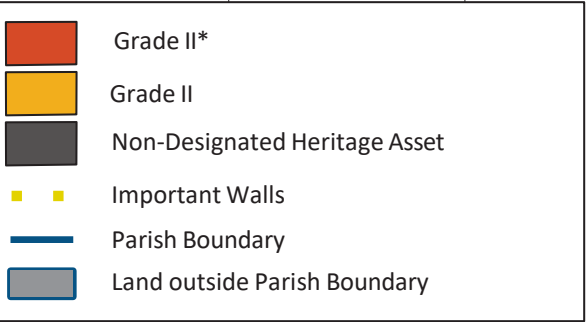 Grade II*
Grade II
Non-Designated Heritage Asset
Important Walls
Parish Boundary
Land outside Parish Boundary